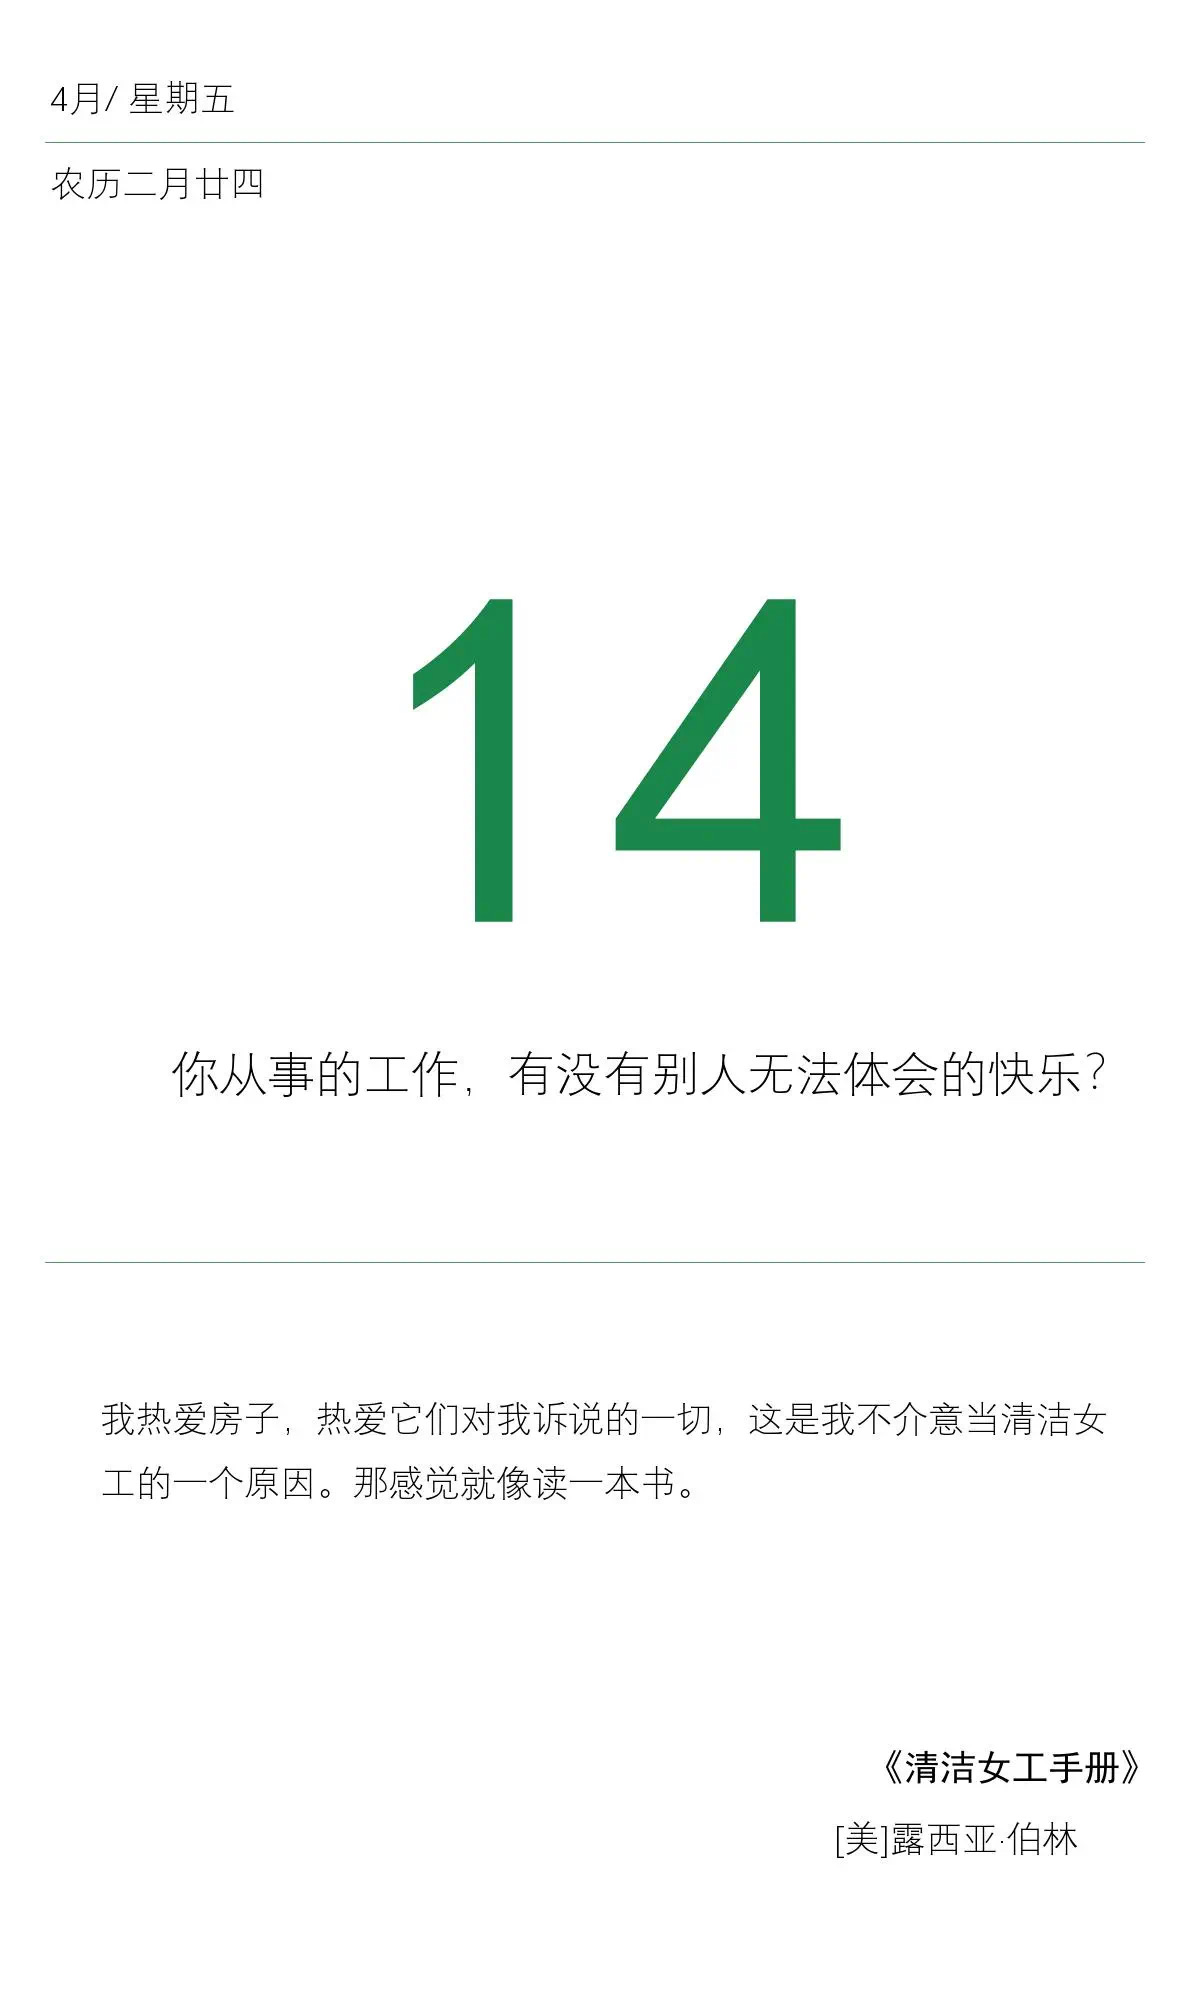 4月/ 星期五
农历二月廿四
14
你从事的工作，有没有别人无法体会的快乐？
我热爱房子，热爱它们对我诉说的一切，这是我不介意当清洁女
工的一个原因。那感觉就像读一本书。
《清洁女工手册》
[美]露西亚·伯林